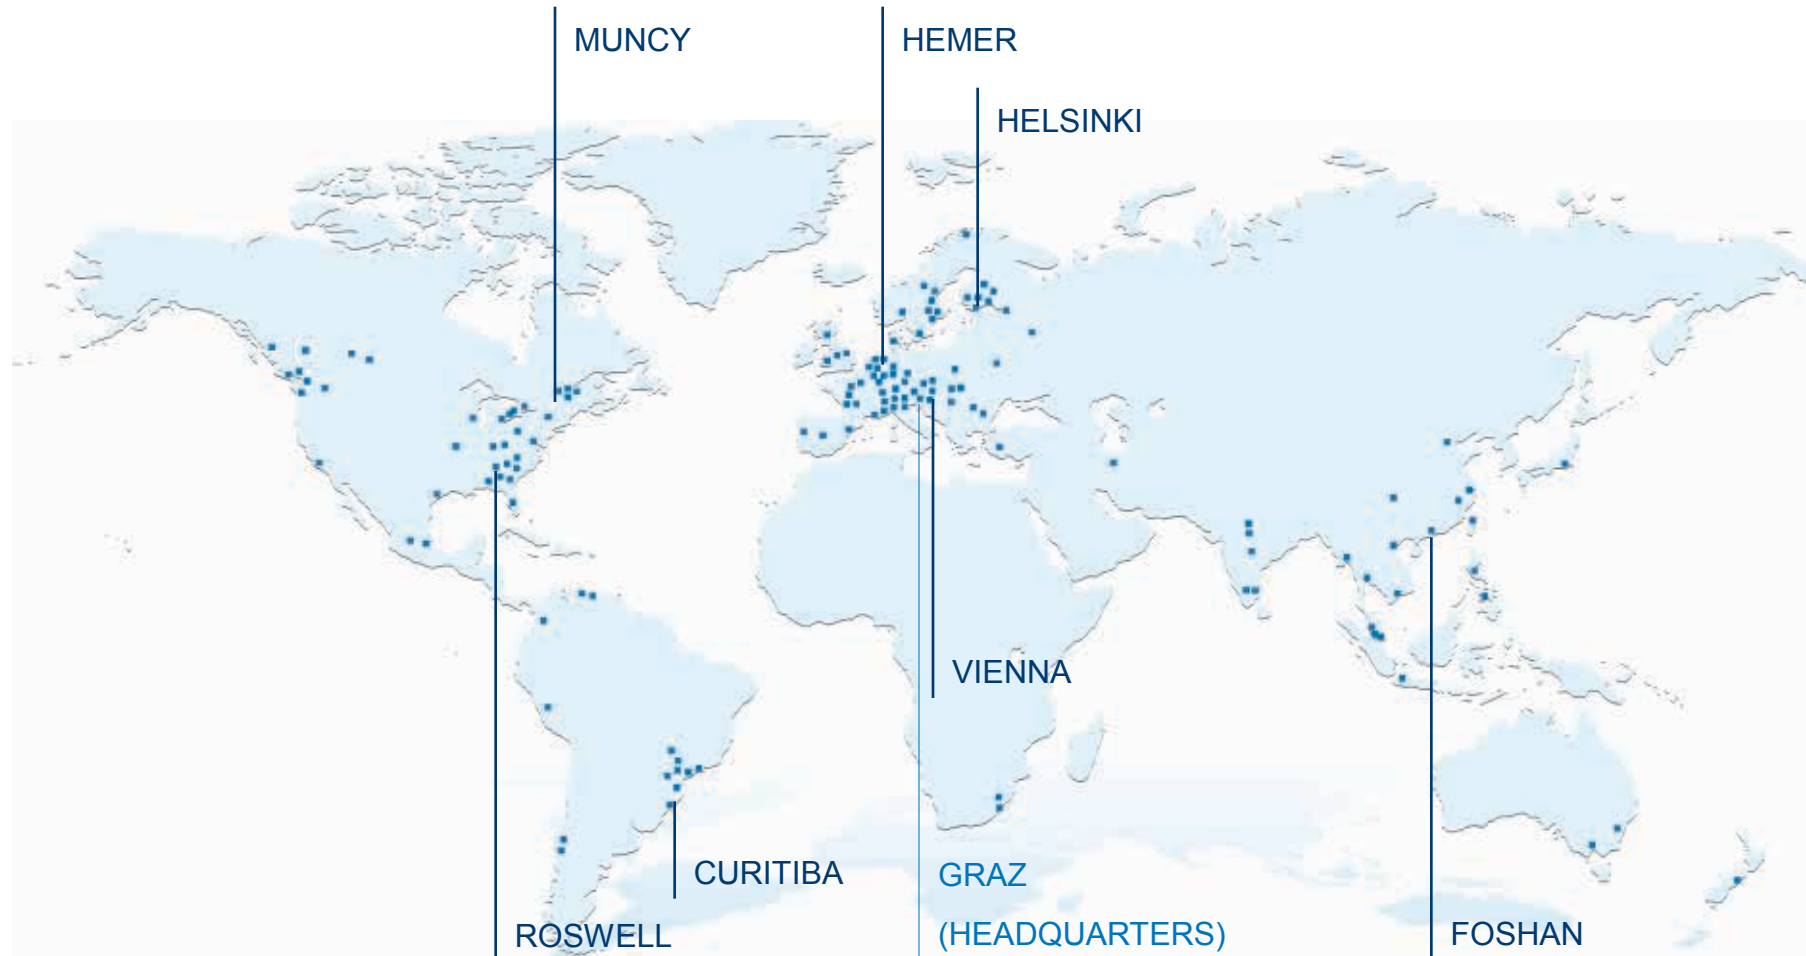 MUNCY
HEMER
HELSINKI
VIENNA
CURITIBA
GRAZ
(HEADQUARTERS)
ROSWELL
FOSHAN